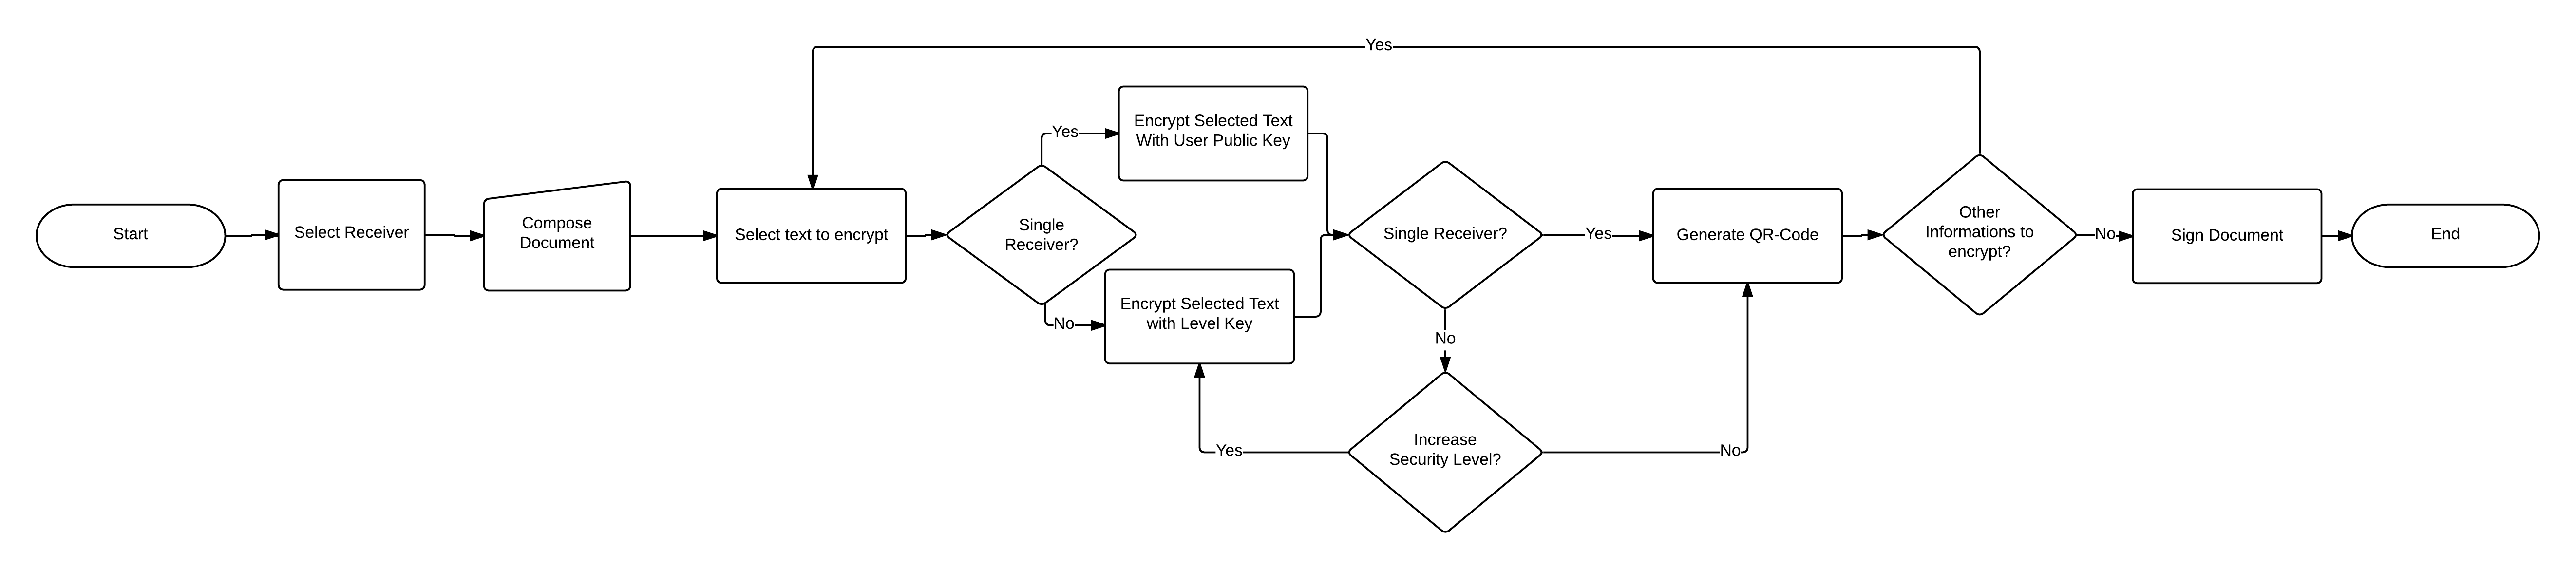 Yes
Start
Select Receiver
Compose
Document
Select text to encrypt
Single
Receiver?
Yes
Encrypt Selected Text
With User Public Key
No
Encrypt Selected Text
with Level Key
Single Receiver?
Yes
No
Increase
Security Level?
Yes
No
Generate QR-Code
Other
Informations to
encrypt?
No
Sign Document
End